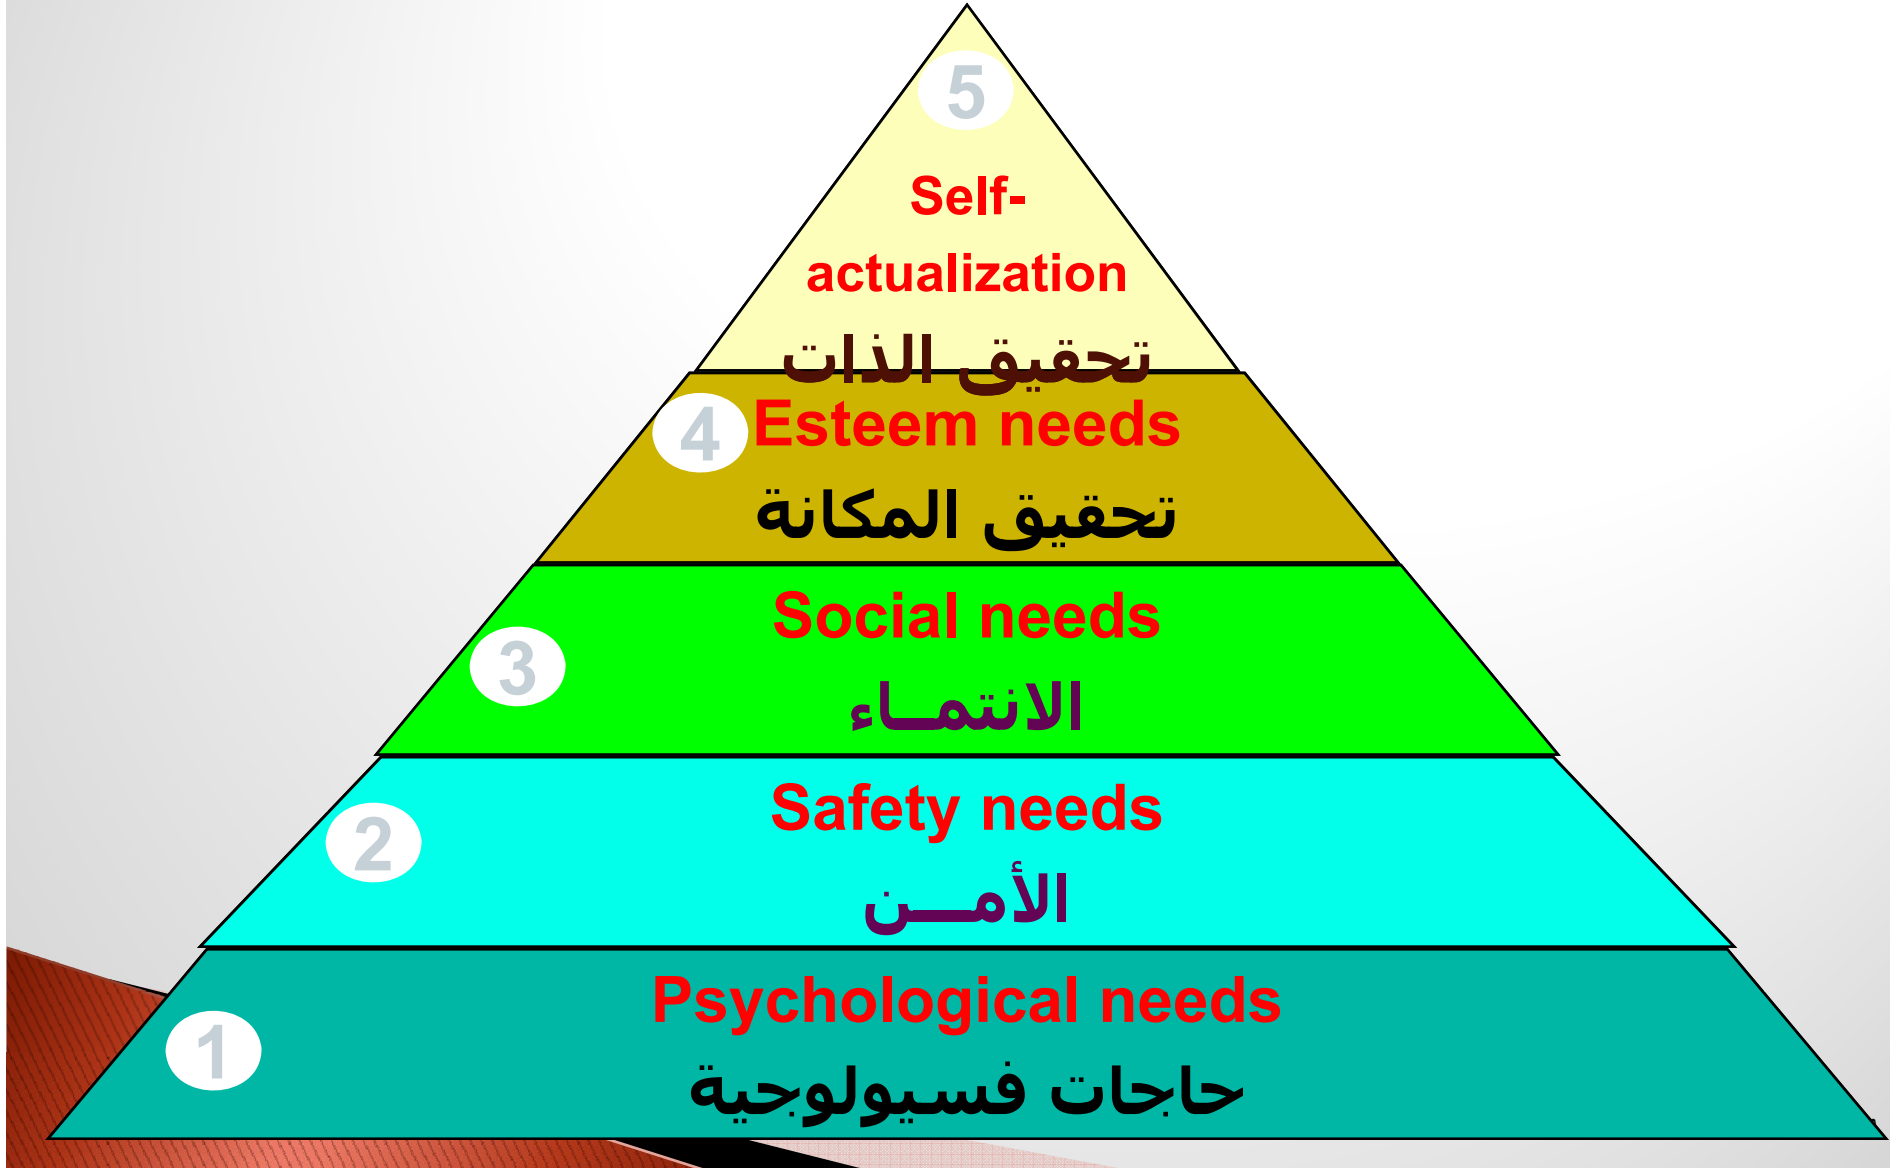 5
Self-
actualization
تحقيق الذات
4
Esteem needs
تحقيق المكانة
3
Social needs
الانتمــاء
2
Safety needs
الأمـــن
1
Psychological needs
حاجات فسيولوجية